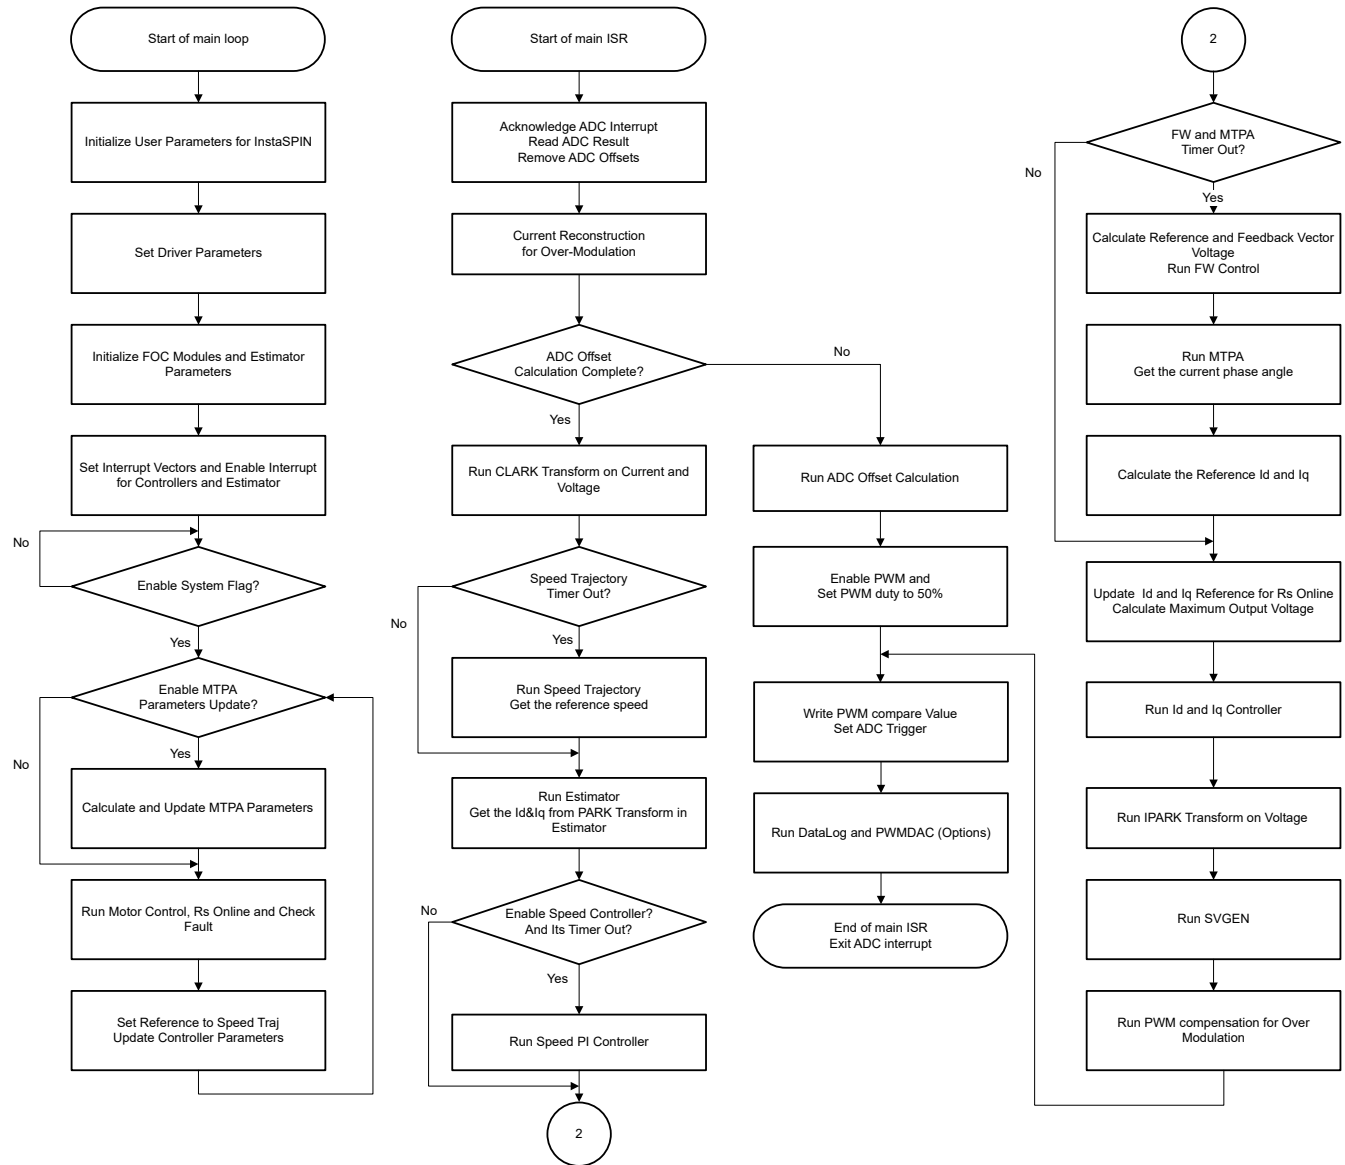 Start of main loop
Initialize User Parameters for InstaSPIN
Set Driver Parameters
Initialize FOC Modules and Estimator
Parameters
Set Interrupt Vectors and Enable Interrupt
for Controllers and Estimator
No
Enable System Flag?
Yes
Enable MTPA
Parameters Update?
Yes
No
Calculate and Update MTPA Parameters
Run Motor Control, Rs Online and Check
Fault
Set Reference to Speed Traj
Update Controller Parameters
Start of main ISR
Acknowledge ADC Interrupt
Read ADC Result
Remove ADC Offsets
Current Reconstruction
for Over-Modulation
ADC Offset
Calculation Complete?
No
Yes
Run CLARK Transform on Current and
Voltage
Speed Trajectory
Timer Out?
No
Yes
Run Speed Trajectory
Get the reference speed
Run Estimator
Get the Id&Iq from PARK Transform in
Estimator
No
Enable Speed Controller?
And Its Timer Out?
Yes
Run Speed PI Controller
2
Run ADC Offset Calculation
Enable PWM and
Set PWM duty to 50%
Write PWM compare Value
Set ADC Trigger
Run DataLog and PWMDAC (Options)
End of main ISR
Exit ADC interrupt
2
FW and MTPA
Timer Out?
No
Yes
Calculate Reference and Feedback Vector
Voltage
Run FW Control
Run MTPA
Get the current phase angle
Calculate the Reference Id and Iq
Update Id and Iq Reference for Rs Online
Calculate Maximum Output Voltage
Run Id and Iq Controller
Run IPARK Transform on Voltage
Run SVGEN
Run PWM compensation for Over
Modulation